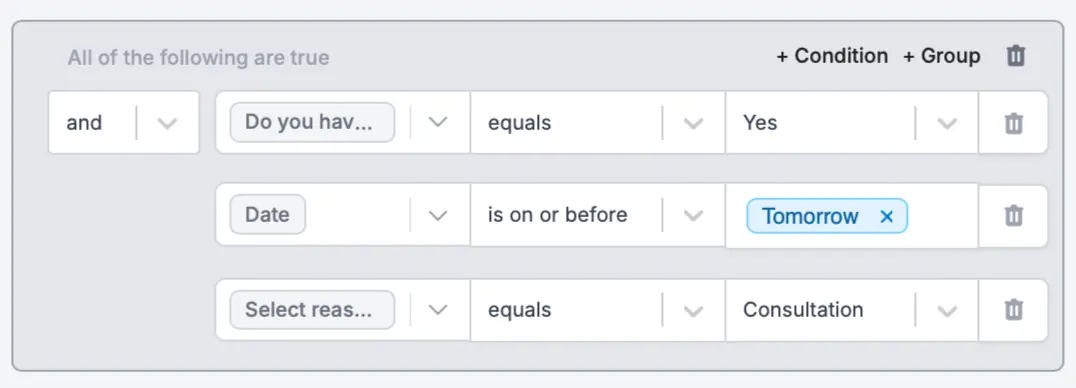 All of the following are true + Condition + Group
and Do you hav... equals Yes
Date is on or before Tomorrow ×
Select reas... equals Consultation